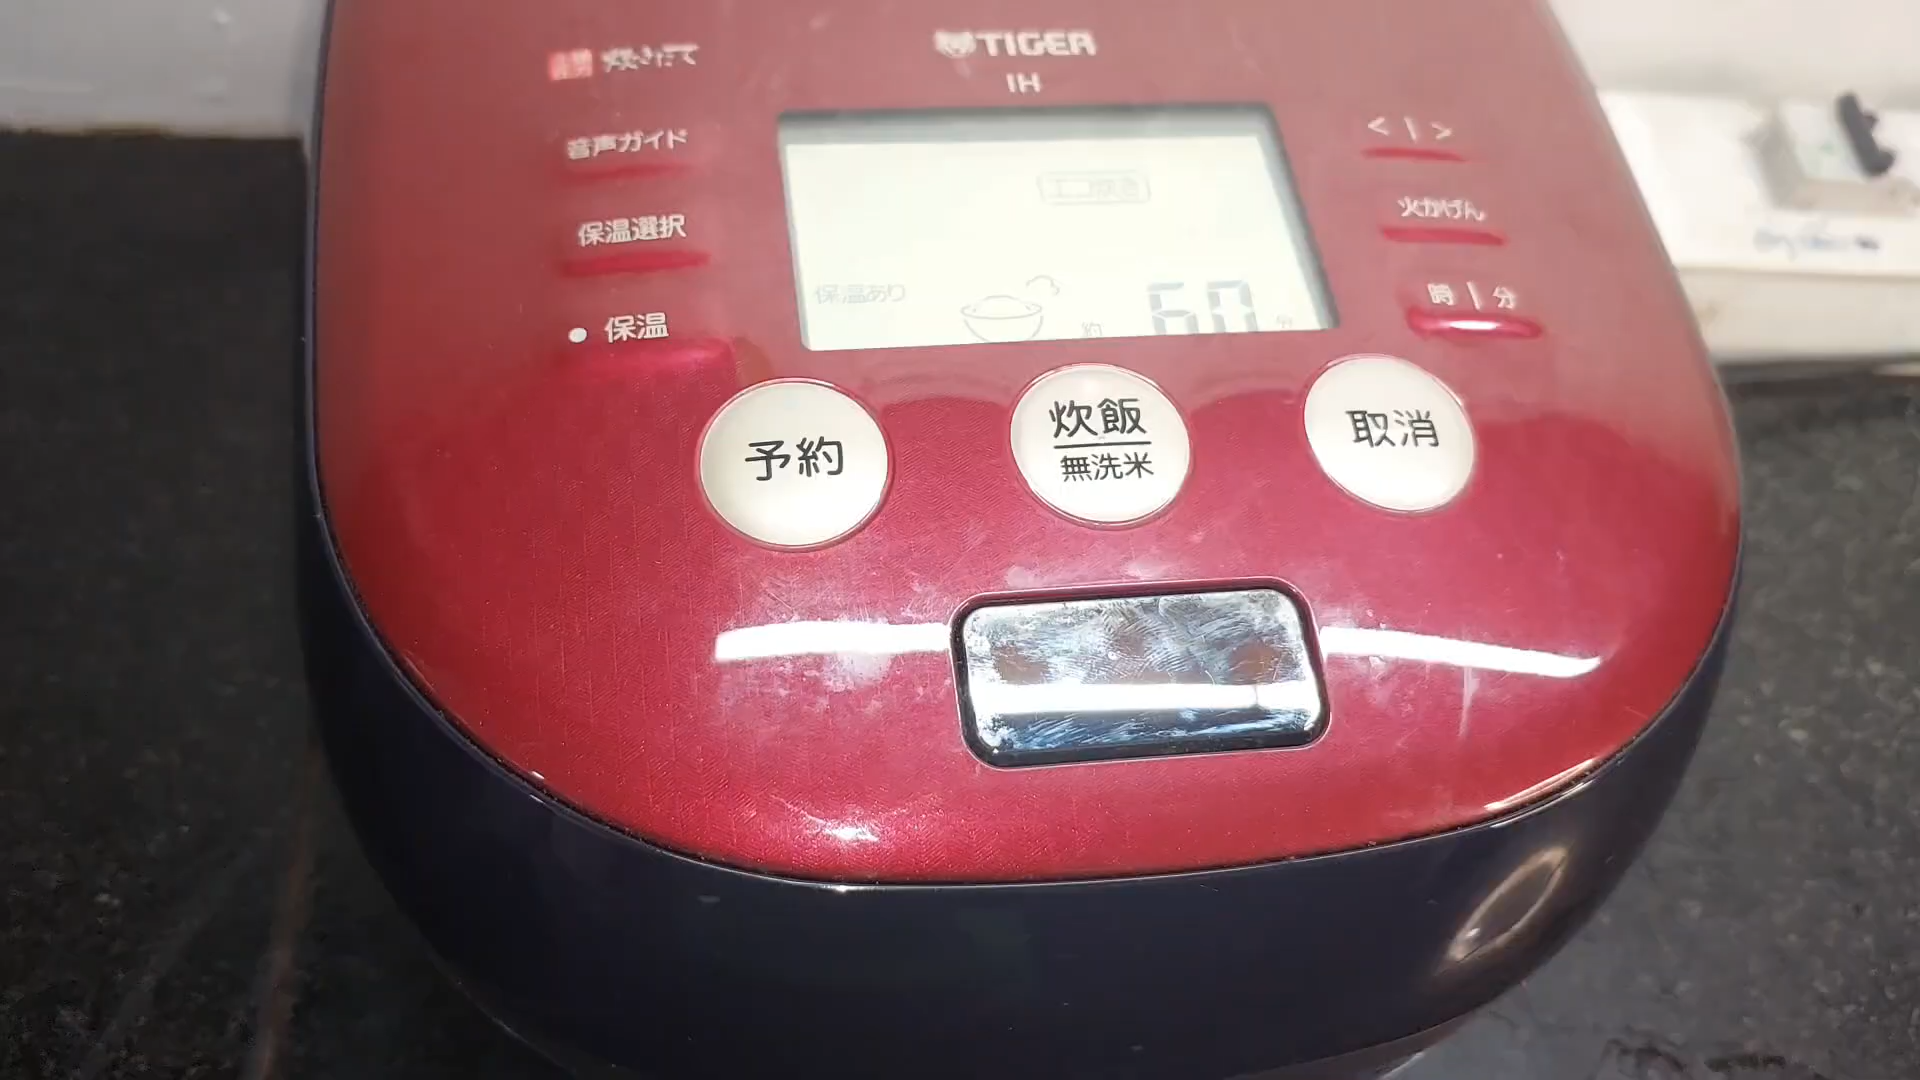 炊きたて
TIGER
IH
音声ガイド
保温選択
保温
保温あり
約 60 分
< | >
火かげん
時 | 分
予約
炊飯
無洗米
取消